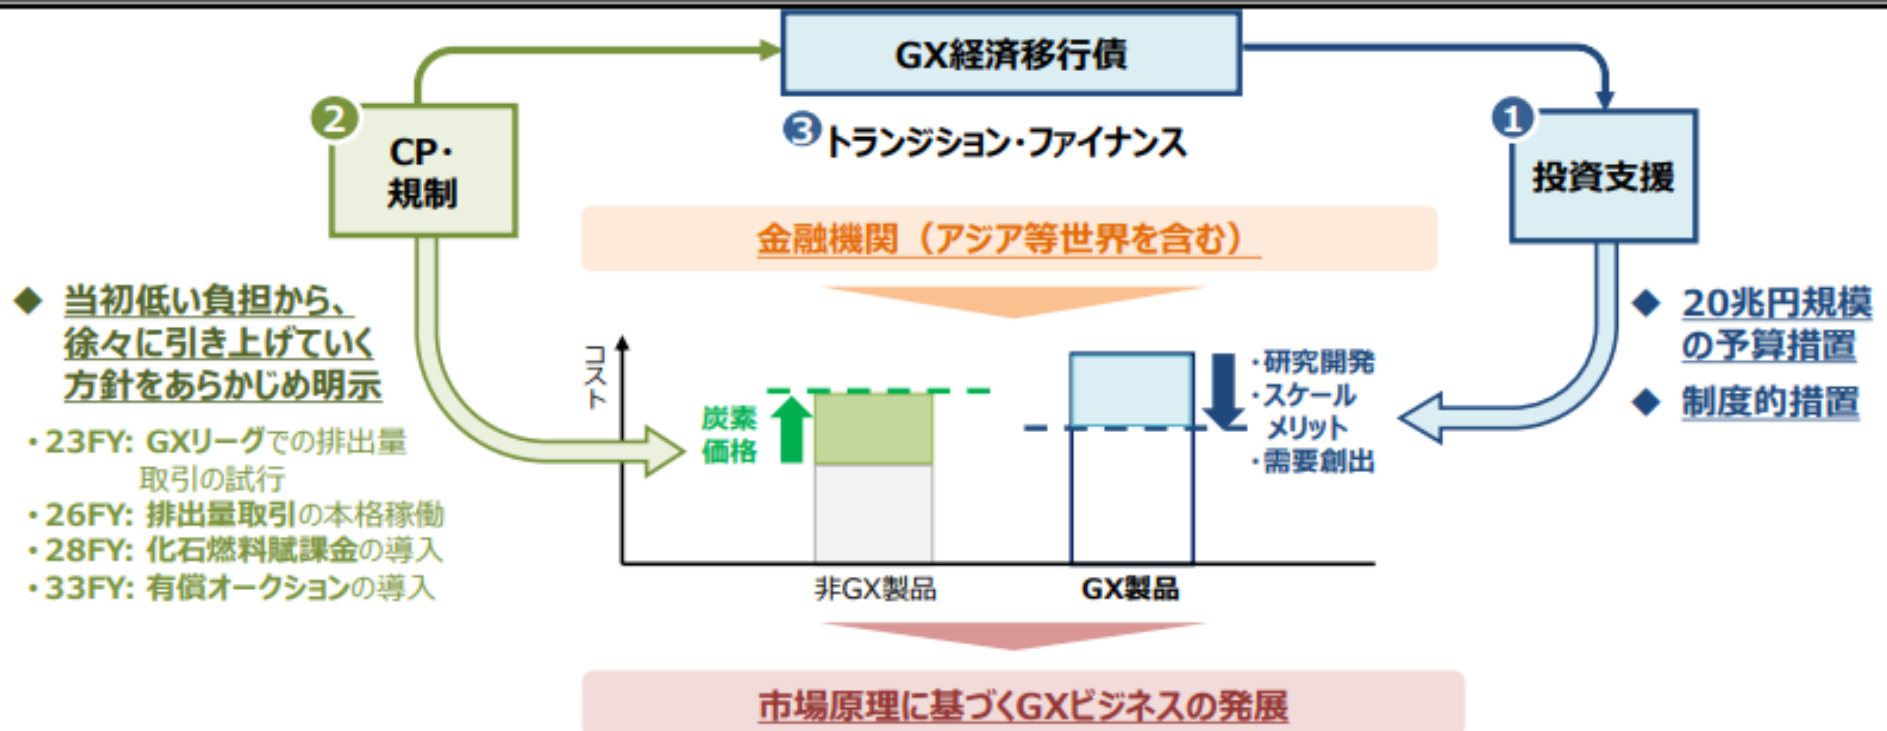 GX経済移行債
❸トランジション・ファイナンス
❷
CP・
規制
❶
投資支援
金融機関（アジア等世界を含む）
◆ 当初低い負担から、
徐々に引き上げていく
方針をあらかじめ明示
・23FY: GXリーグでの排出量
取引の試行
・26FY: 排出量取引の本格稼働
・28FY: 化石燃料賦課金の導入
・33FY: 有償オークションの導入
コスト
炭素
価格
・研究開発
・スケール
メリット
・需要創出
非GX製品
GX製品
◆ 20兆円規模
の予算措置
◆ 制度的措置
市場原理に基づくGXビジネスの発展